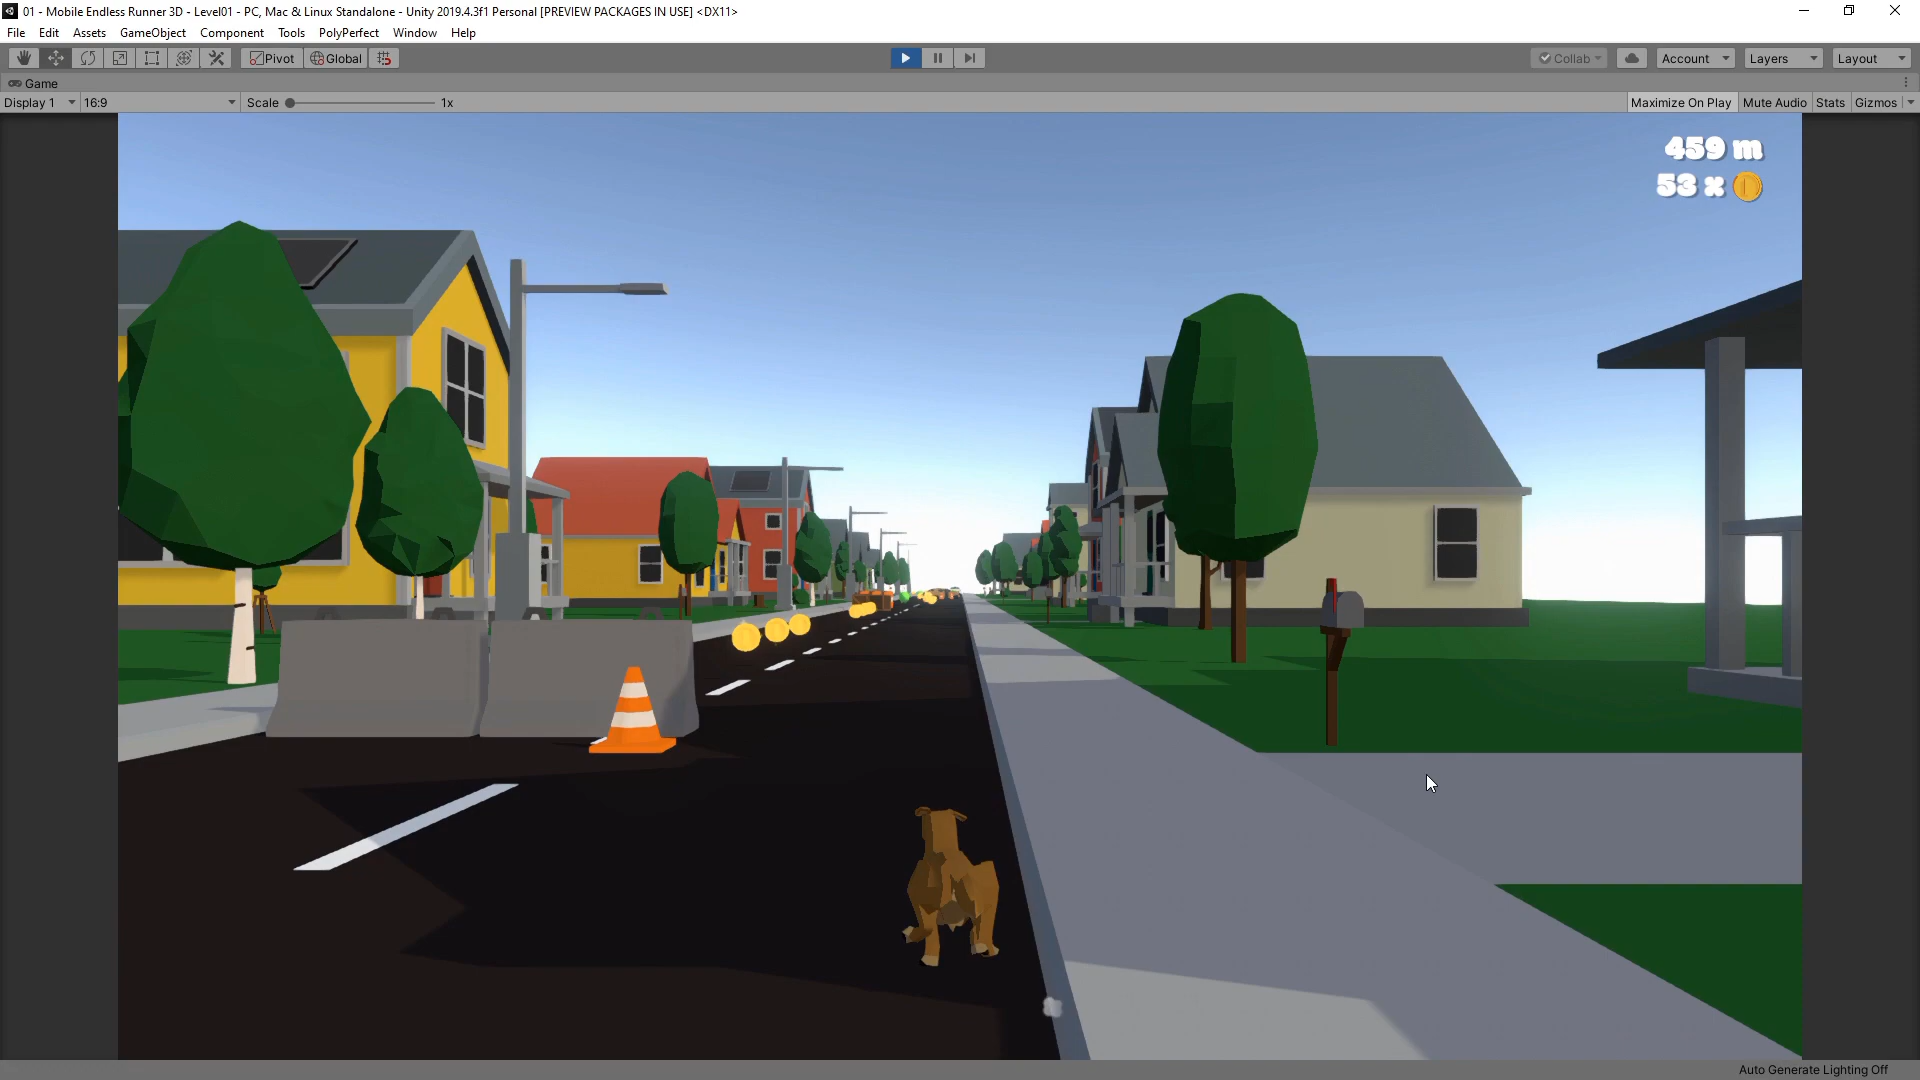 01 - Mobile Endless Runner 3D - Level01 - PC, Mac & Linux Standalone - Unity 2019.4.3f1 Personal [PREVIEW PACKAGES IN USE] <DX11>
File Edit Assets GameObject Component Tools PolyPerfect Window Help
Pivot Global Collab Account Layers Layout
Game
Display 1 16:9 Scale 1x Maximize On Play Mute Audio Stats Gizmos
459 m
53 x
Auto Generate Lighting Off